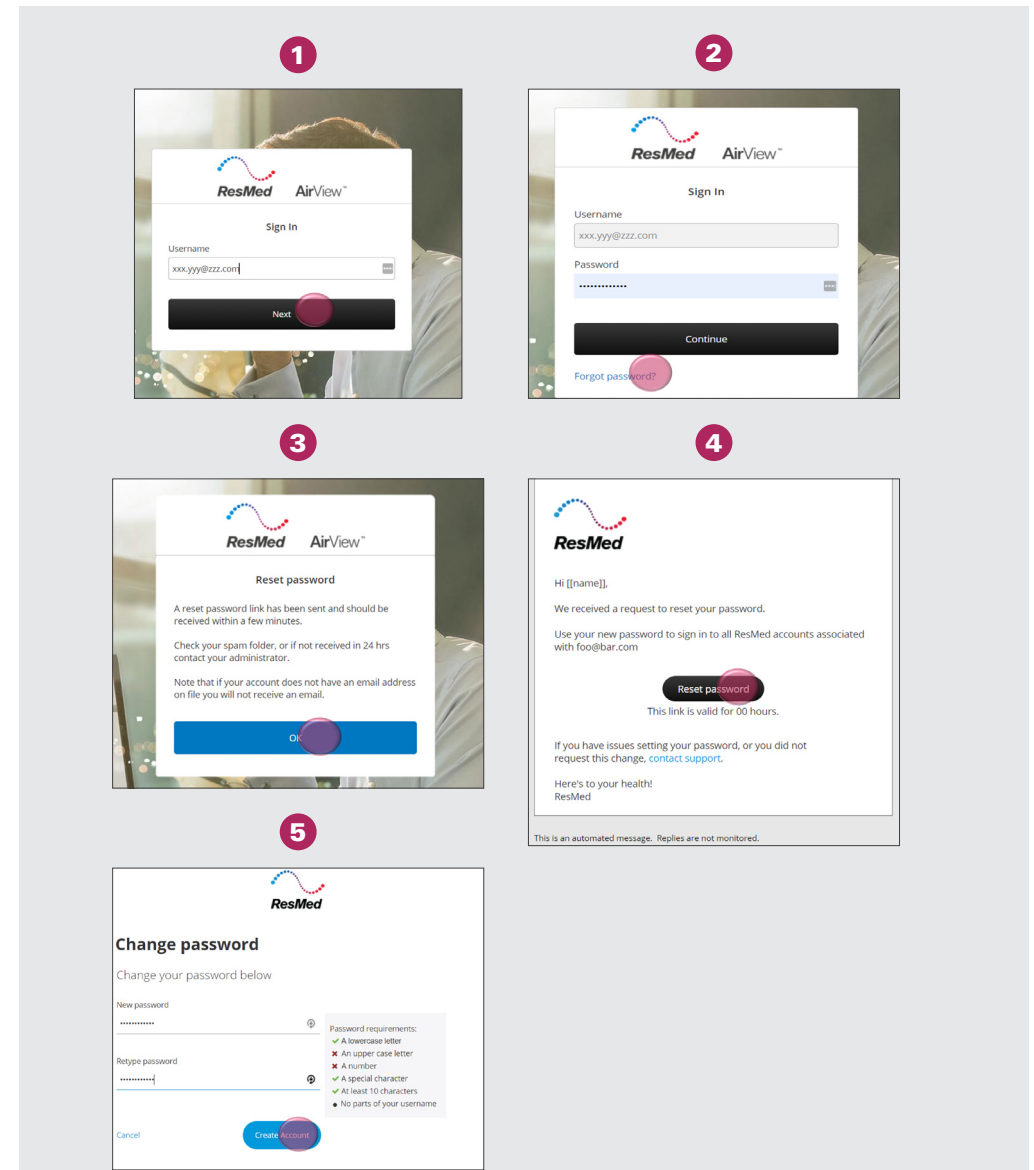 1
ResMed AirView™
Sign In
Username
xxx.yyy@zzz.com
Next
2
ResMed AirView™
Sign In
Username
xxx.yyy@zzz.com
Password
•••••••••••••
Continue
Forgot password?
3
ResMed AirView™
Reset password
A reset password link has been sent and should be
received within a few minutes.
Check your spam folder, or if not received in 24 hrs
contact your administrator.
Note that if your account does not have an email address
on file you will not receive an email.
OK
4
ResMed
Hi [[name]],
We received a request to reset your password.
Use your new password to sign in to all ResMed accounts associated
with foo@bar.com
Reset password
This link is valid for 00 hours.
If you have issues setting your password, or you did not
request this change, contact support.
Here's to your health!
ResMed
This is an automated message. Replies are not monitored.
5
ResMed
Change password
Change your password below
New password
••••••••••••
Retype password
••••••••••••
Password requirements:
✓ A lowercase letter
✗ An upper case letter
✗ A number
✓ A special character
✓ At least 10 characters
• No parts of your username
Cancel
Create Account